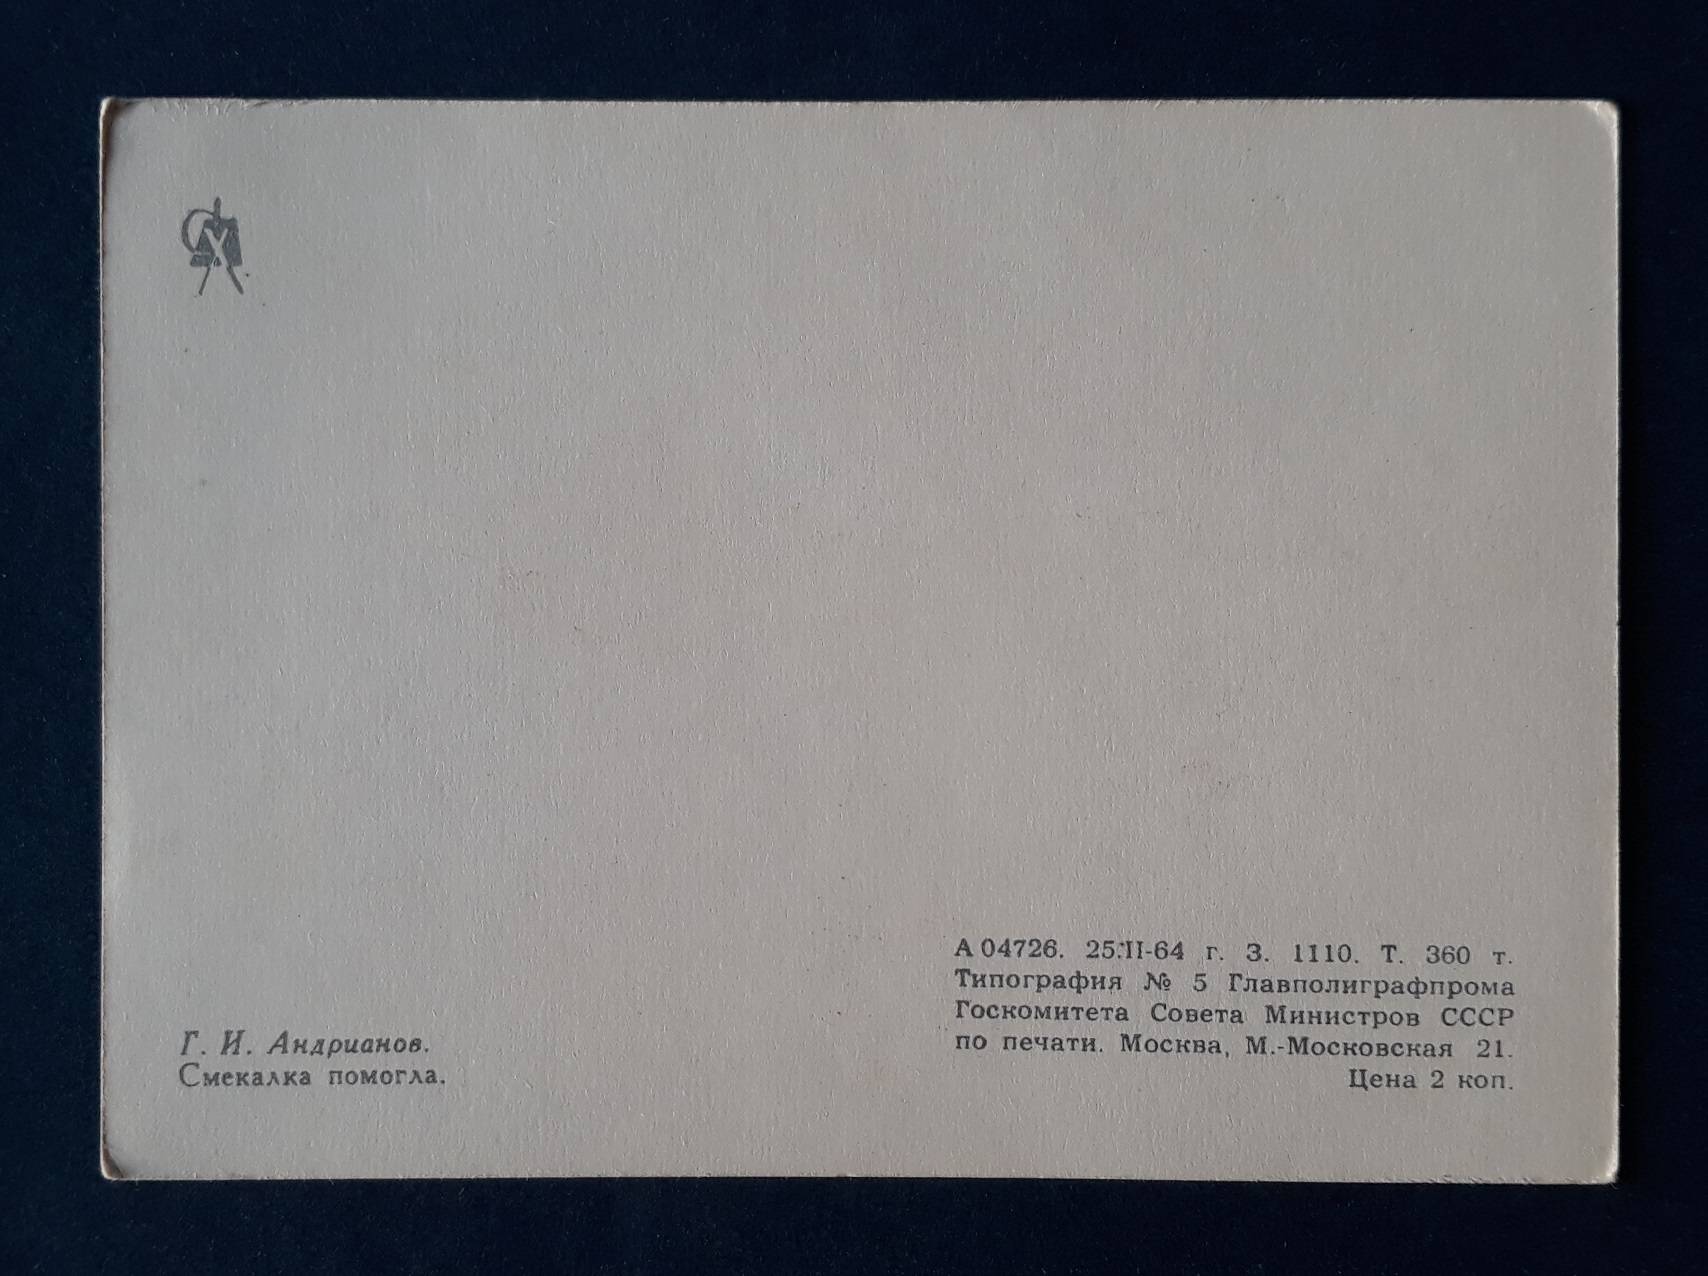 Г. И. Андрианов.
Смекалка помогла.
А 04726. 25.II-64 г. З. 1110. Т. 360 т.
Типография № 5 Главполиграфпрома
Госкомитета Совета Министров СССР
по печати. Москва, М.-Московская 21.
Цена 2 коп.